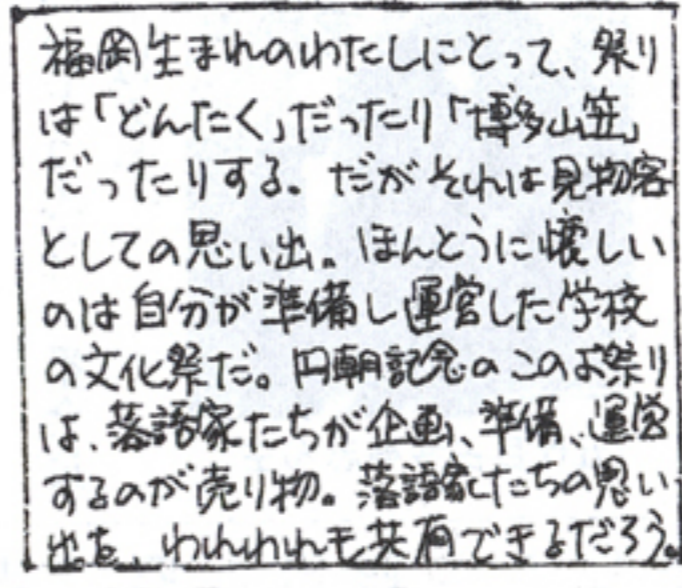 福岡生まれのわたしにとって、祭り
は「どんたく」だったり「博多山笠」
だったりする。だがそれは見物客
としての思い出。ほんとうに懐しい
のは自分が準備し運営した学校
の文化祭だ。円朝記念のこのお祭り
は、落語家たちが企画、準備、運営
するのが売り物。落語家たちの思い
出を、われわれも共有できるだろう。